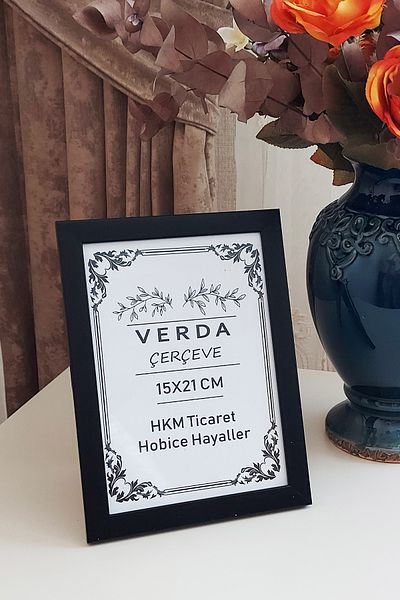 VERDA
ÇERÇEVE
15X21 CM
HKM Ticaret
Hobice Hayaller